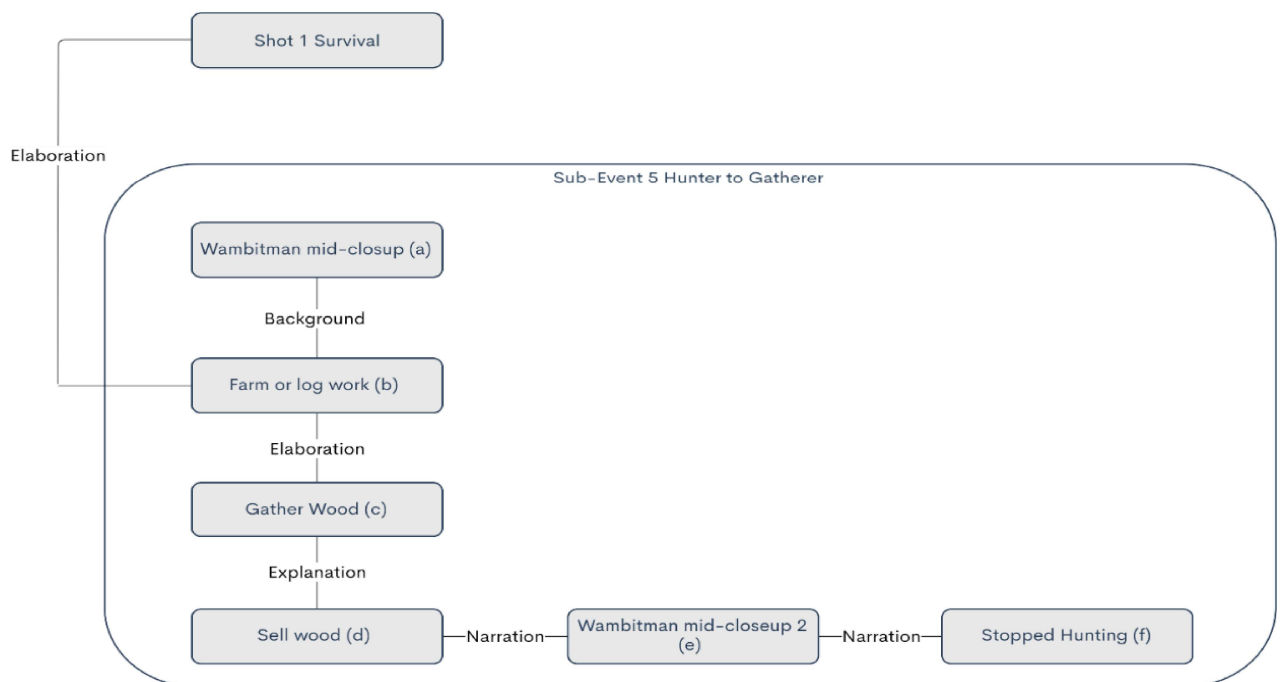 Shot 1 Survival
Elaboration
Sub-Event 5 Hunter to Gatherer
Wambitman mid-closup (a)
Background
Farm or log work (b)
Elaboration
Gather Wood (c)
Explanation
Sell wood (d)
Narration
Wambitman mid-closeup 2
(e)
Narration
Stopped Hunting (f)